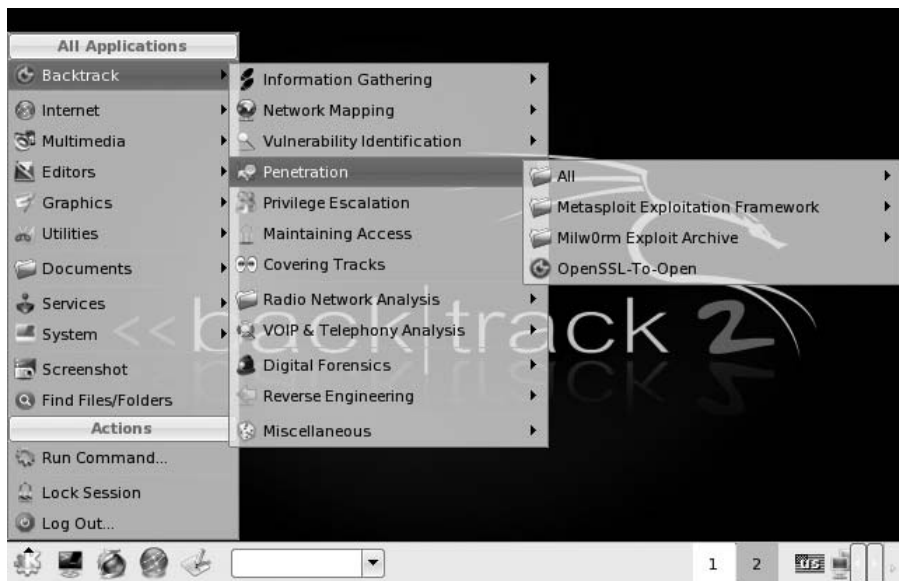 All Applications
Backtrack
Internet
Multimedia
Editors
Graphics
Utilities
Documents
Services
System
Screenshot
Find Files/Folders
Actions
Run Command...
Lock Session
Log Out...
Information Gathering
Network Mapping
Vulnerability Identification
Penetration
Privilege Escalation
Maintaining Access
Covering Tracks
Radio Network Analysis
VOIP & Telephony Analysis
Digital Forensics
Reverse Engineering
Miscellaneous
All
Metasploit Exploitation Framework
Milw0rm Exploit Archive
OpenSSL-To-Open
<<back|track 2
1 2 us